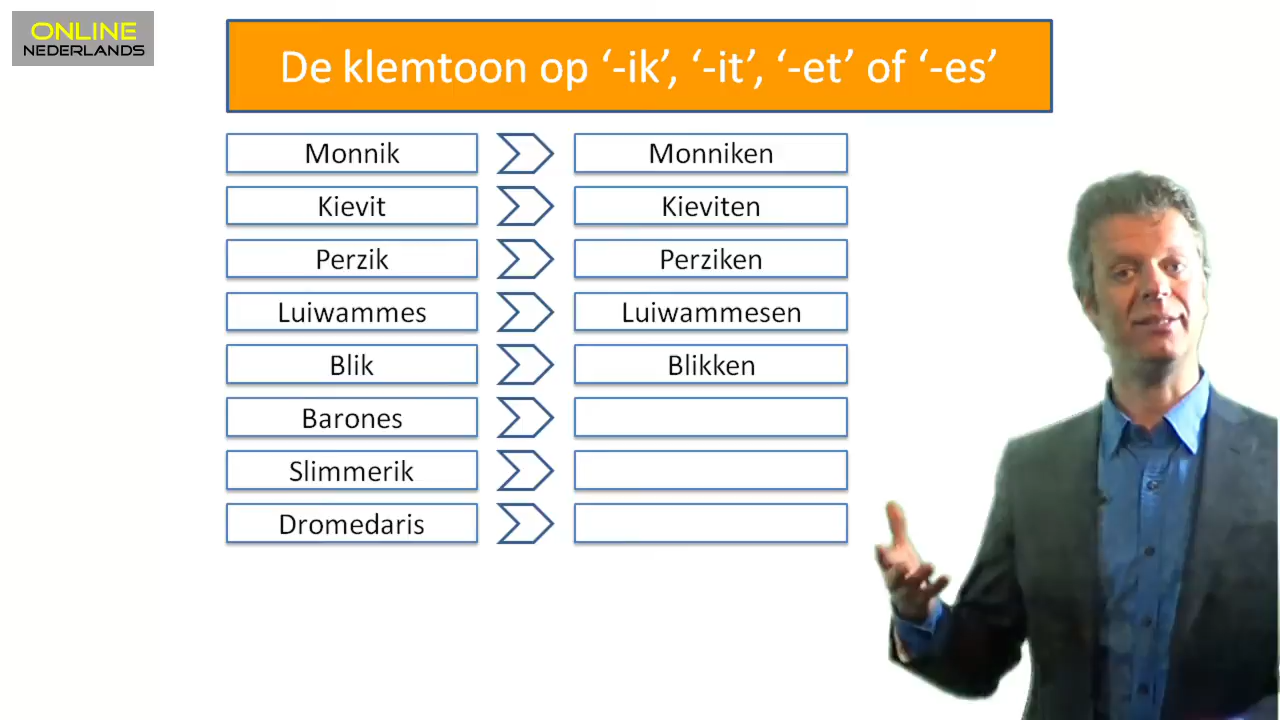 ONLINE
NEDERLANDS
De klemtoon op ‘-ik’, ‘-it’, ‘-et’ of ‘-es’
Monnik Monniken
Kievit Kieviten
Perzik Perziken
Luiwammes Luiwammesen
Blik Blikken
Barones
Slimmerik
Dromedaris